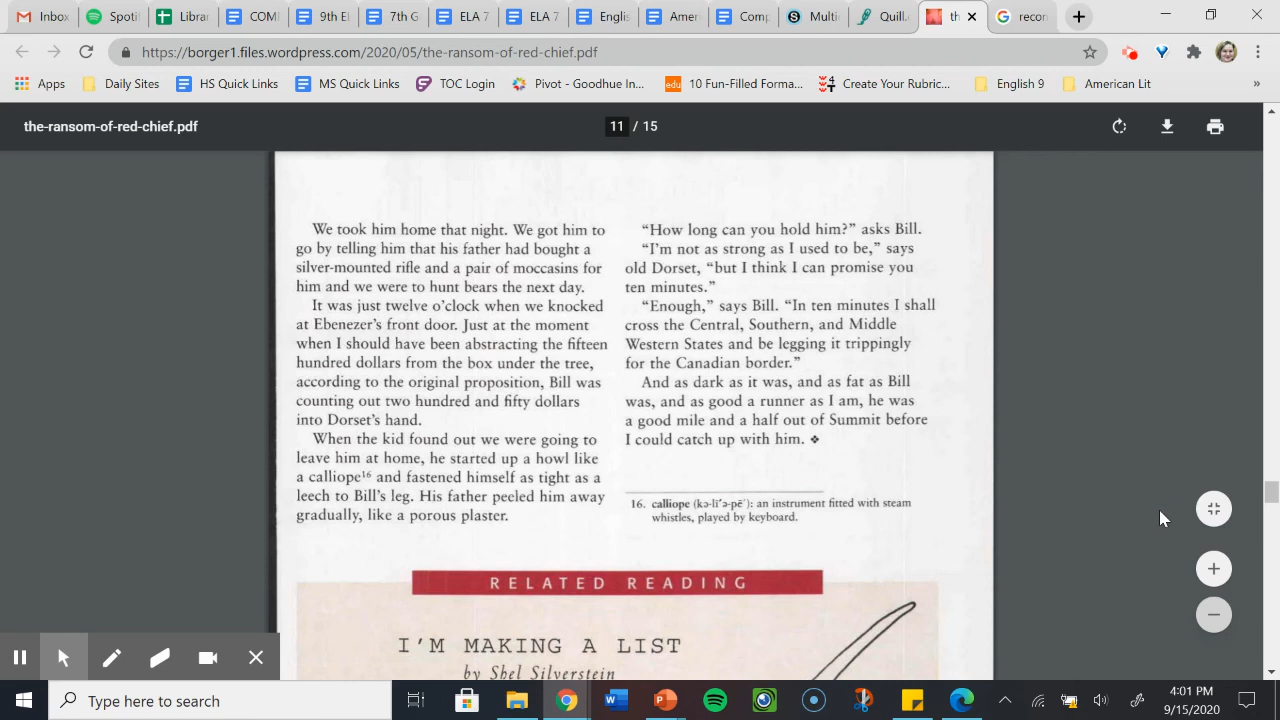 Inbox
Spoti
Librar
COM
9th El
7th G
ELA 7
ELA 7
Englis
Amer
Comp
Multi
Quill.
th
recor
https://borger1.files.wordpress.com/2020/05/the-ransom-of-red-chief.pdf
Apps
Daily Sites
HS Quick Links
MS Quick Links
TOC Login
Pivot - Goodhue In...
edu
10 Fun-Filled Forma...
Create Your Rubric...
English 9
American Lit
»
the-ransom-of-red-chief.pdf
11 / 15
We took him home that night. We got him to
go by telling him that his father had bought a
silver-mounted rifle and a pair of moccasins for
him and we were to hunt bears the next day.
It was just twelve o'clock when we knocked
at Ebenezer's front door. Just at the moment
when I should have been abstracting the fifteen
hundred dollars from the box under the tree,
according to the original proposition, Bill was
counting out two hundred and fifty dollars
into Dorset's hand.
When the kid found out we were going to
leave him at home, he started up a howl like
a calliope16 and fastened himself as tight as a
leech to Bill's leg. His father peeled him away
gradually, like a porous plaster.
“How long can you hold him?” asks Bill.
“I'm not as strong as I used to be,” says
old Dorset, “but I think I can promise you
ten minutes.”
“Enough,” says Bill. “In ten minutes I shall
cross the Central, Southern, and Middle
Western States and be legging it trippingly
for the Canadian border.”
And as dark as it was, and as fat as Bill
was, and as good a runner as I am, he was
a good mile and a half out of Summit before
I could catch up with him. ❖
16. calliope (kə-lī′ə-pē′): an instrument fitted with steam
whistles, played by keyboard.
RELATED READING
I'M MAKING A LIST
by Shel Silverstein
Type here to search
4:01 PM
9/15/2020